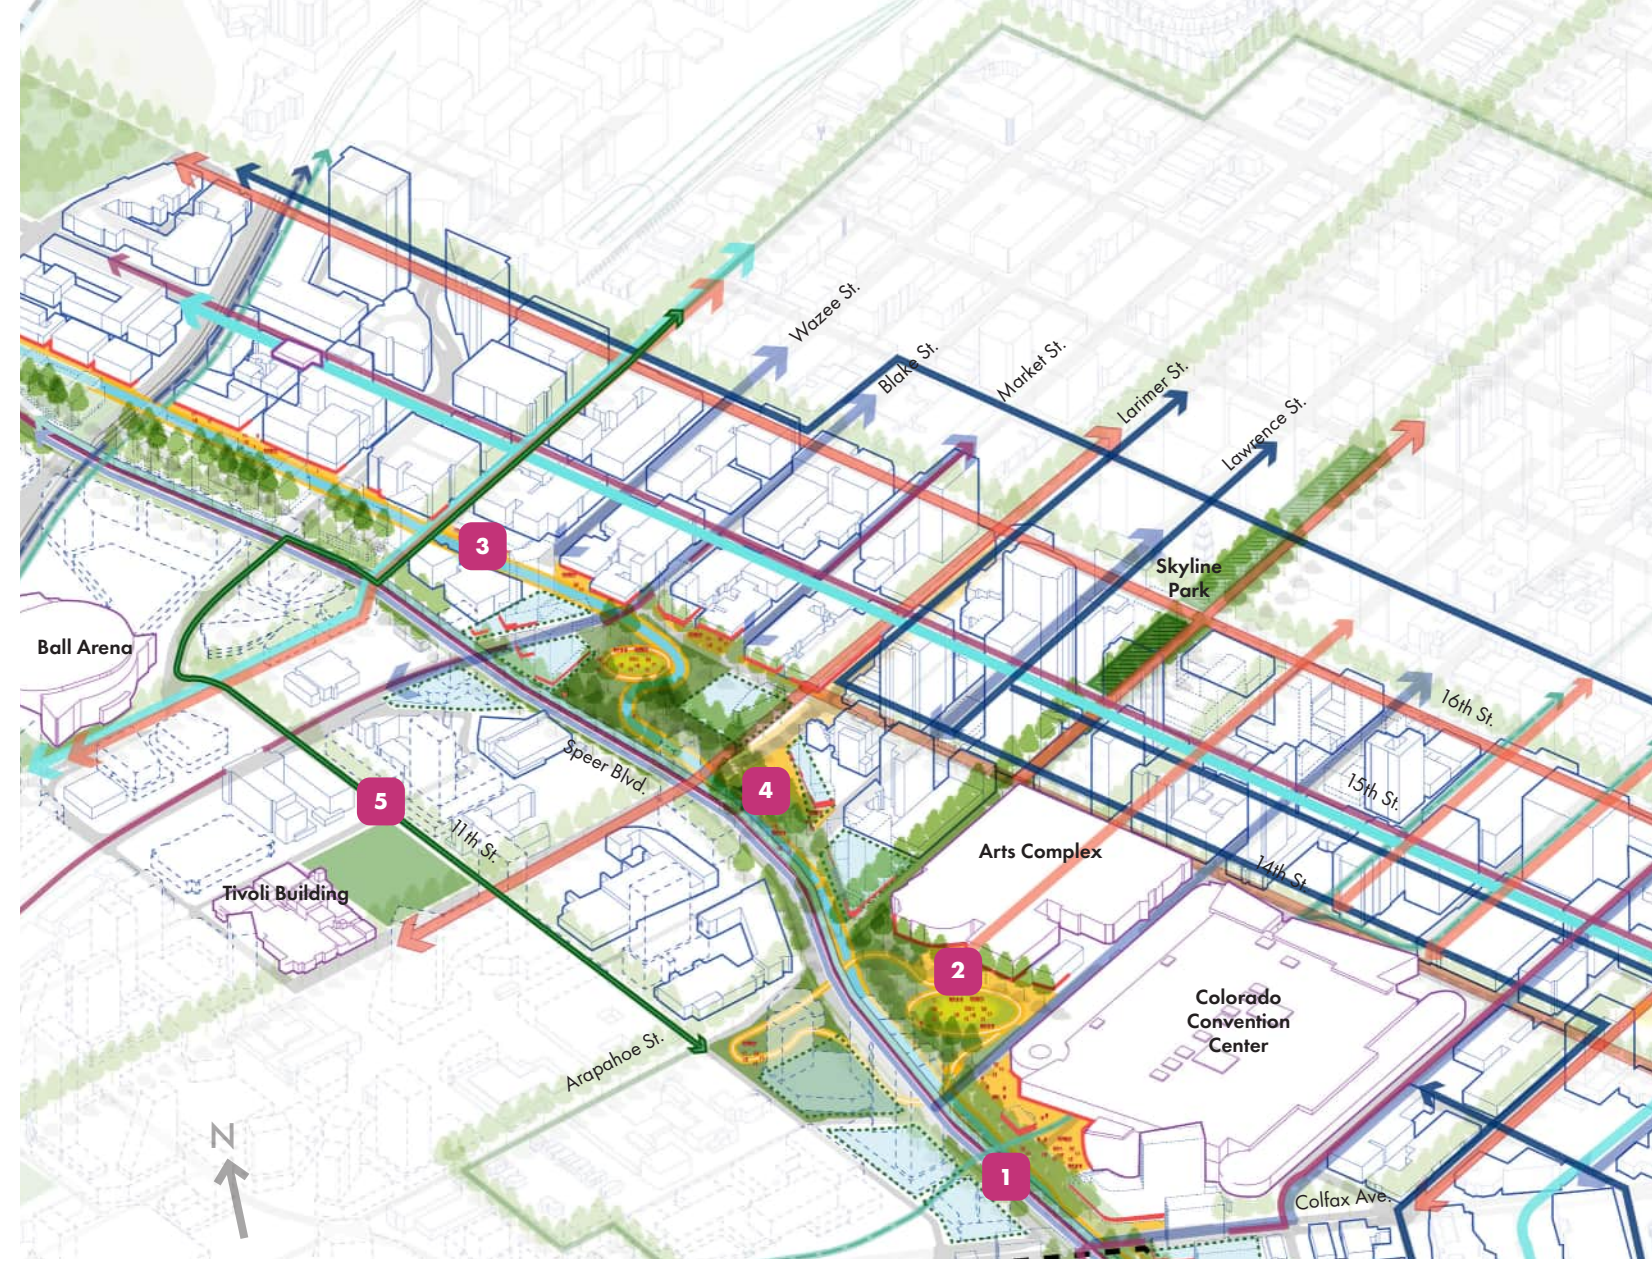 Wazee St.
Blake St.
Market St.
Larimer St.
Lawrence St.
3
Skyline
Park
Ball Arena
16th St.
Speer Blvd.
4
5
15th St.
11th St.
Arts Complex
14th St.
Tivoli Building
2
Colorado
Convention
Center
Arapahoe St.
N
1
Colfax Ave.